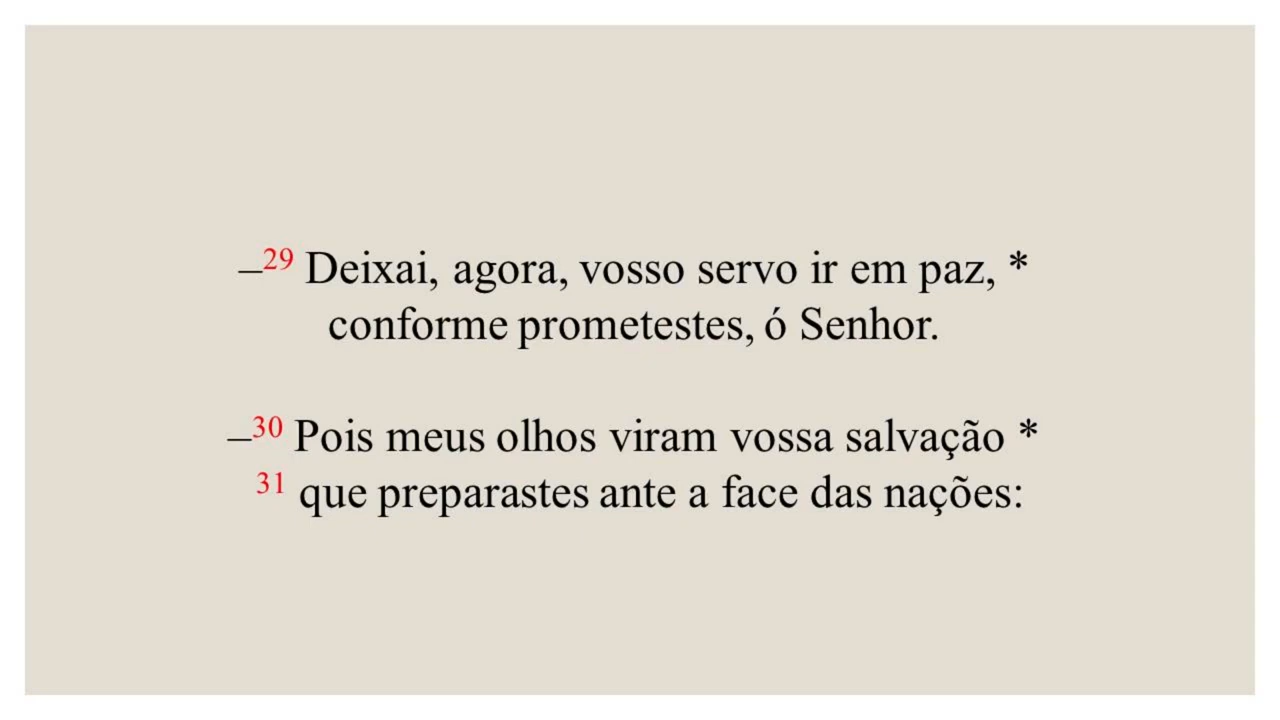 –29 Deixai, agora, vosso servo ir em paz, *
conforme prometestes, ó Senhor.
–30 Pois meus olhos viram vossa salvação *
31 que preparastes ante a face das nações: